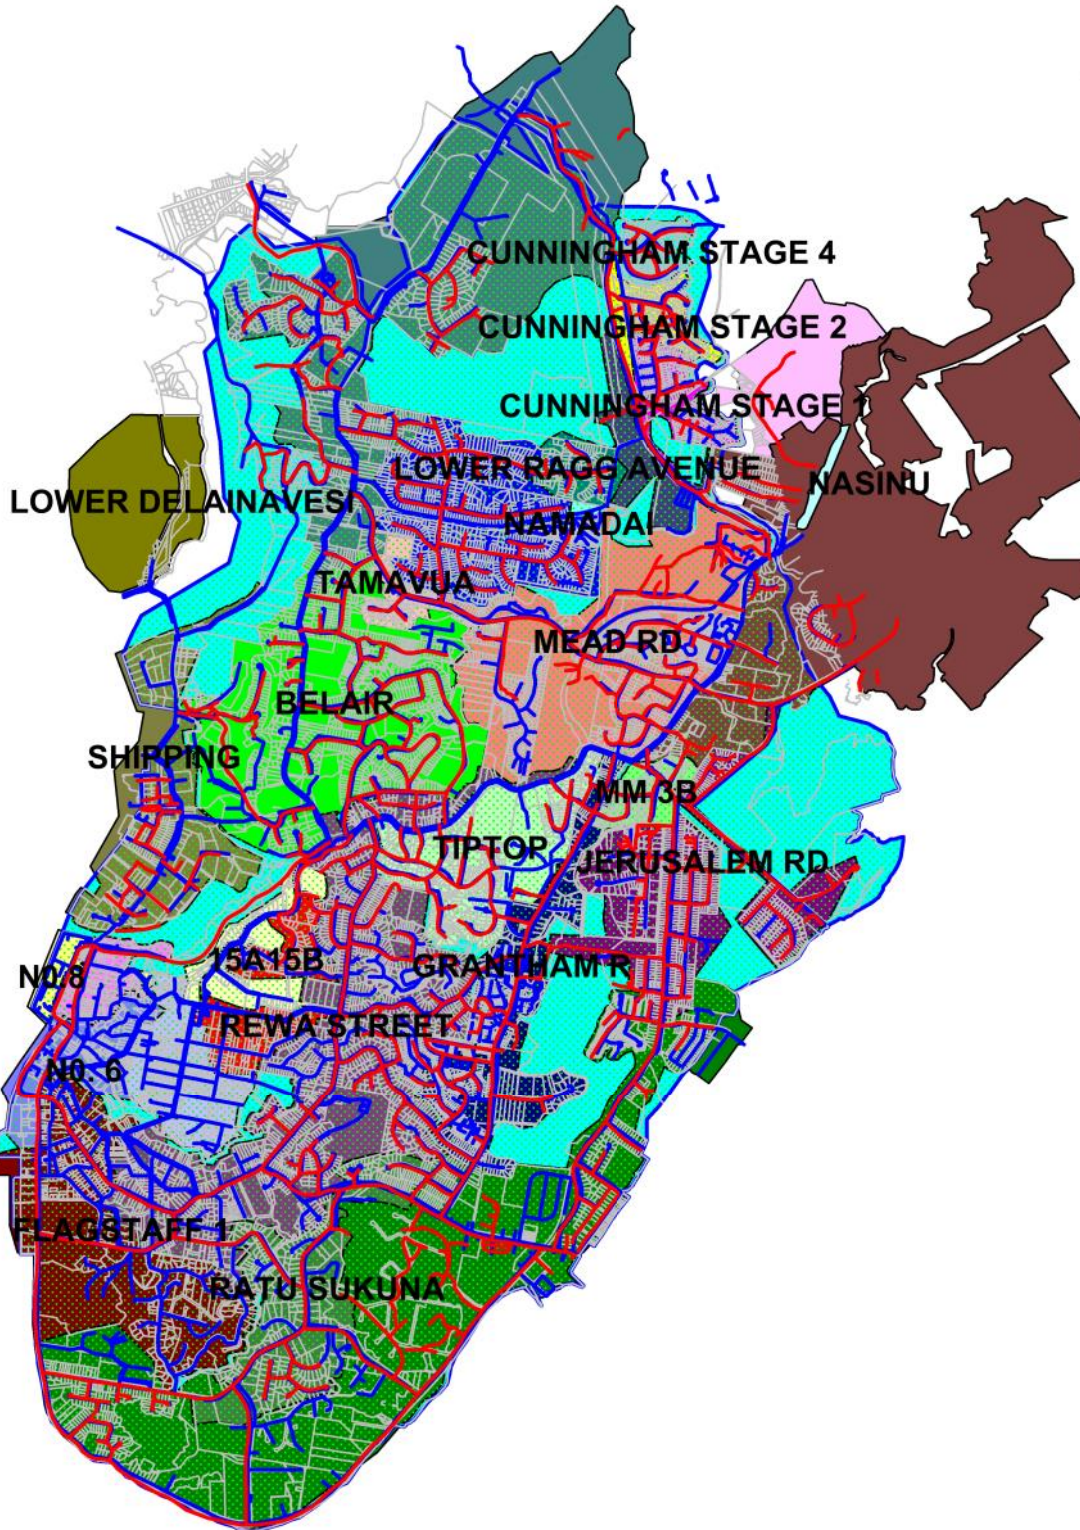 CUNNINGHAM STAGE 4
CUNNINGHAM STAGE 2
CUNNINGHAM STAGE 1
LOWER RAGG AVENUE
NASINU
LOWER DELAINAVESI
NAMADAI
TAMAVUA
MEAD RD
BELAIR
SHIPPING
MM 3B
TIPTOP
JERUSALEM RD
15A15B
GRANTHAM R
N0.8
REWA STREET
N0. 6
FLAGSTAFF 1
RATU SUKUNA